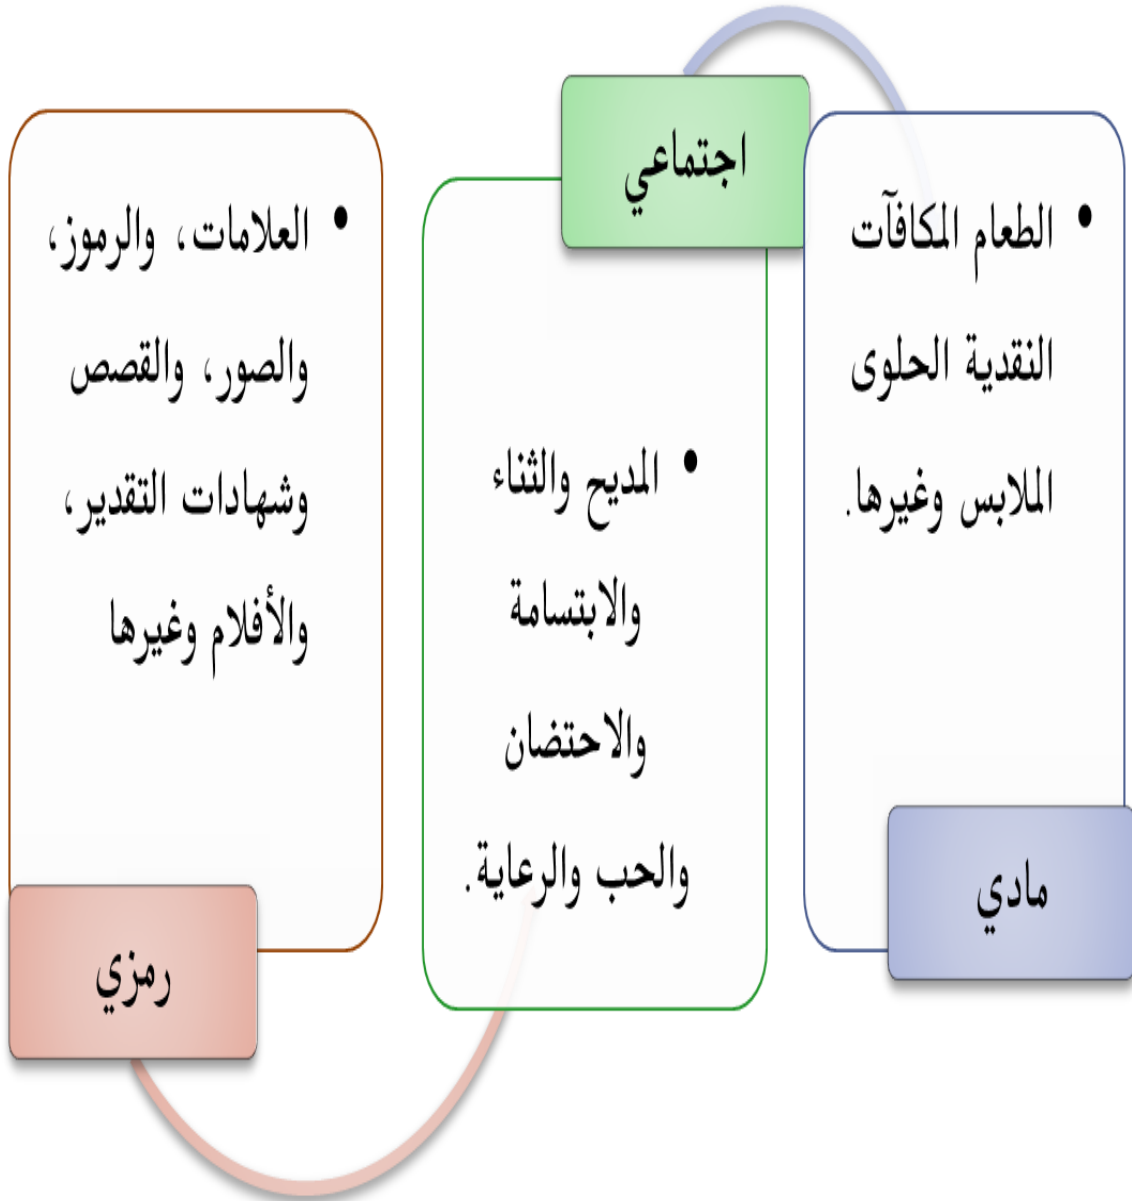 • الطعام المكافآت
النقدية الحلوى
الملابس وغيرها.
مادي
اجتماعي
• المديح والثناء
والابتسامة
والاحتضان
والحب والرعاية.
• العلامات، والرموز،
والصور، والقصص
وشهادات التقدير،
والأفلام وغيرها
رمزي